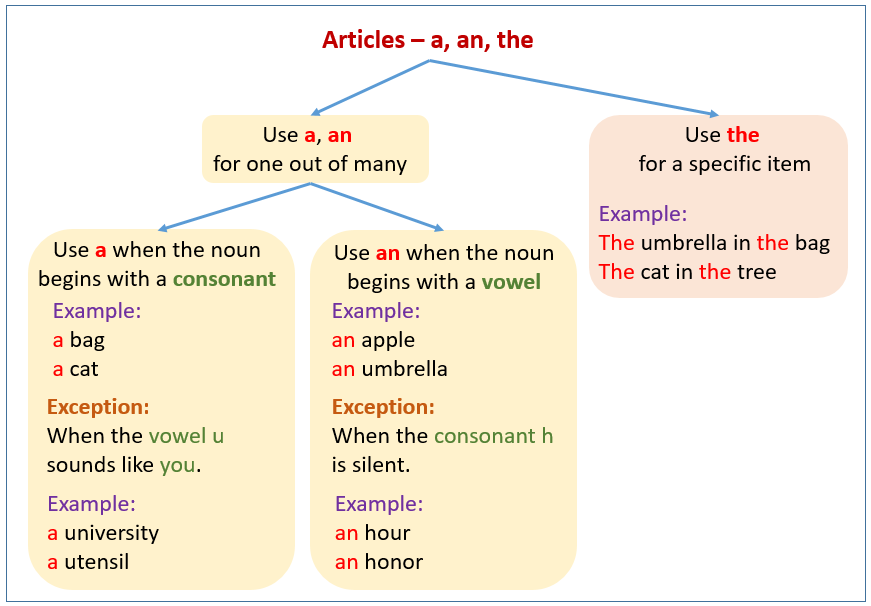 Articles – a, an, the
Use a, an
for one out of many
Use the
for a specific item
Example:
The umbrella in the bag
The cat in the tree
Use a when the noun
begins with a consonant
Example:
a bag
a cat
Exception:
When the vowel u
sounds like you.
Example:
a university
a utensil
Use an when the noun
begins with a vowel
Example:
an apple
an umbrella
Exception:
When the consonant h
is silent.
Example:
an hour
an honor